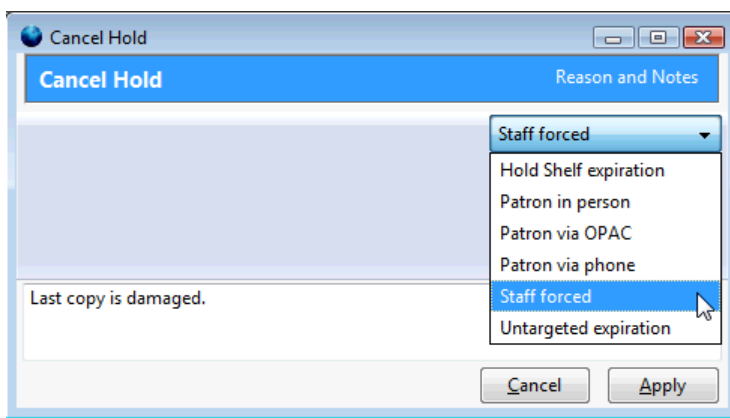 Cancel Hold
Cancel Hold Reason and Notes
Staff forced
Hold Shelf expiration
Patron in person
Patron via OPAC
Patron via phone
Staff forced
Untargeted expiration
Last copy is damaged.
Cancel Apply